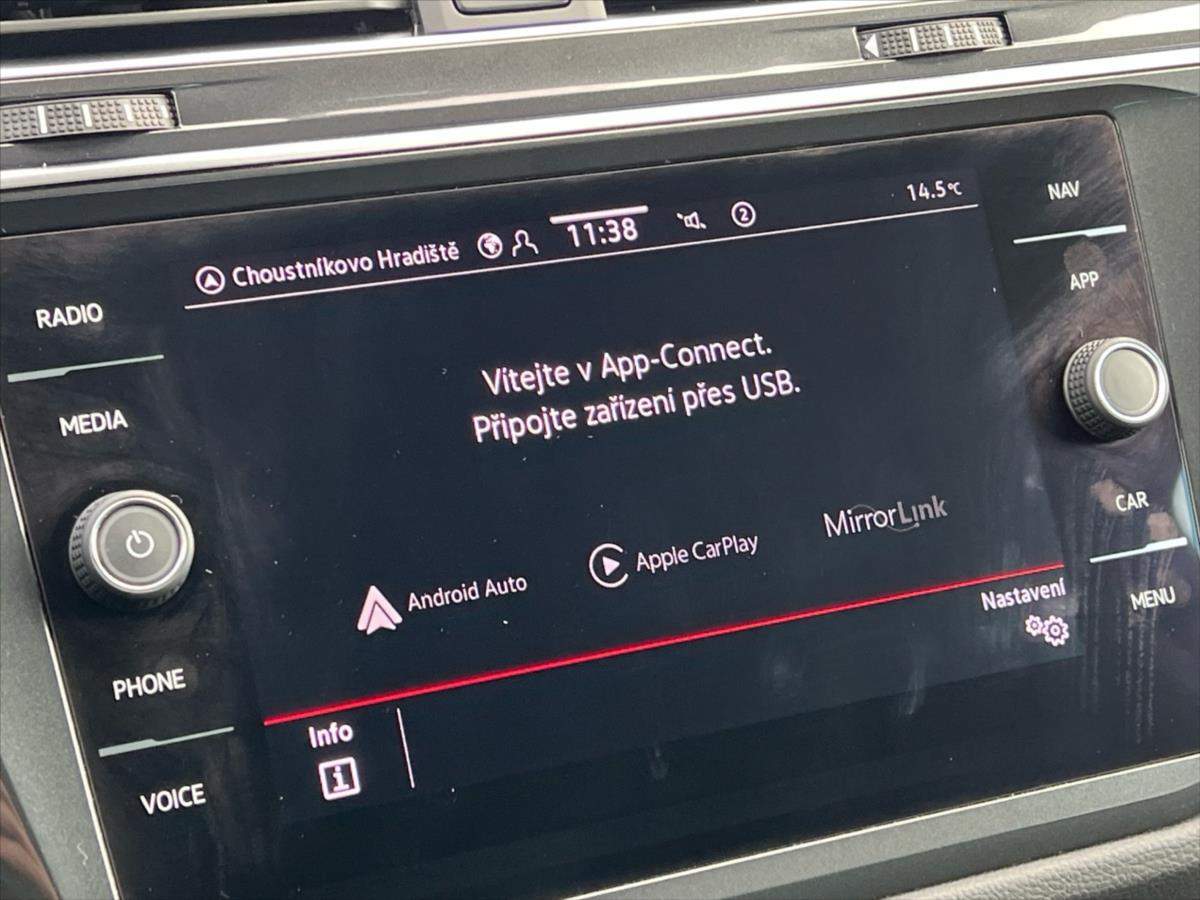 Choustníkovo Hradiště 11:38 2 14.5°C
NAV
RADIO
APP
MEDIA
Vítejte v App-Connect.
Připojte zařízení přes USB.
Android Auto
Apple CarPlay
MirrorLink
CAR
Nastavení
MENU
PHONE
Info
VOICE